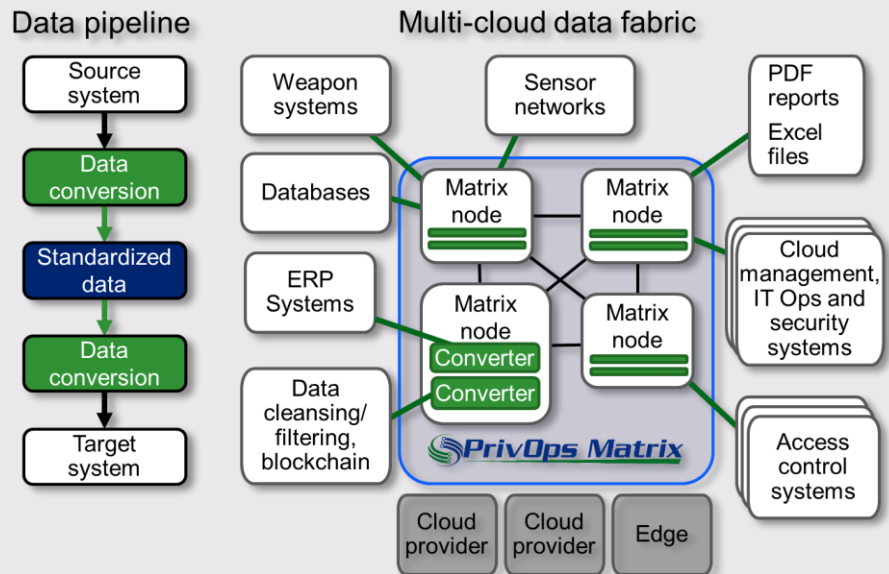 Data pipeline
Source
system
Data
conversion
Standardized
data
Data
conversion
Target
system
Multi-cloud data fabric
Weapon
systems
Sensor
networks
PDF
reports
Excel
files
Databases
Matrix
node
Matrix
node
Cloud
management,
IT Ops and
security
systems
ERP
Systems
Matrix
node
Converter
Converter
Matrix
node
Data
cleansing/
filtering,
blockchain
PrivOps Matrix
Access
control
systems
Cloud
provider
Cloud
provider
Edge